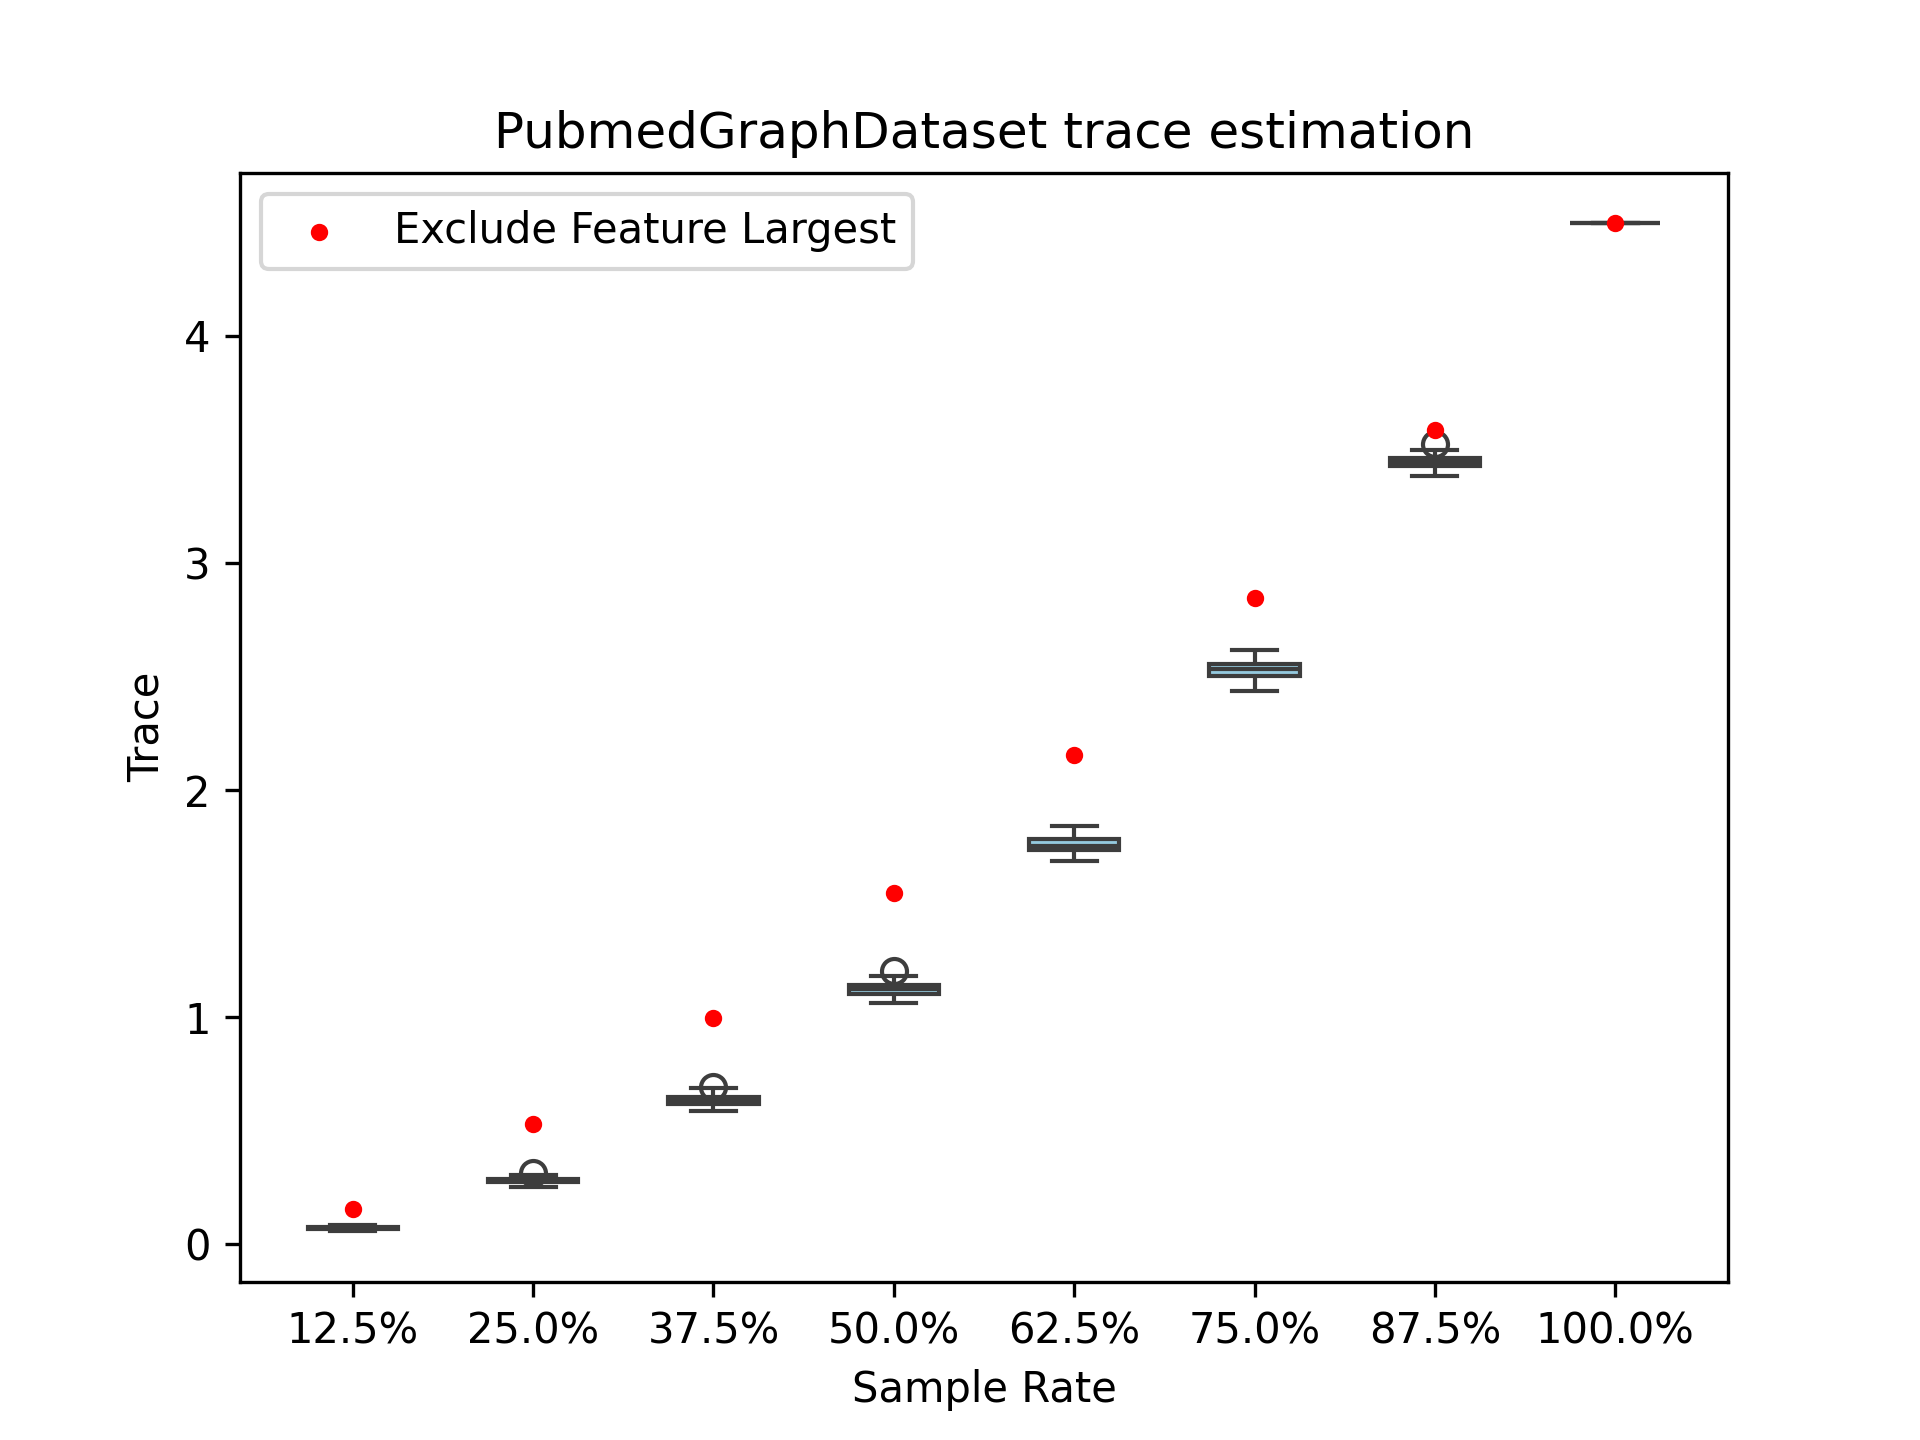 PubmedGraphDataset trace estimation
Exclude Feature Largest
4
3
2
1
0
Trace
12.5% 25.0% 37.5% 50.0% 62.5% 75.0% 87.5% 100.0%
Sample Rate